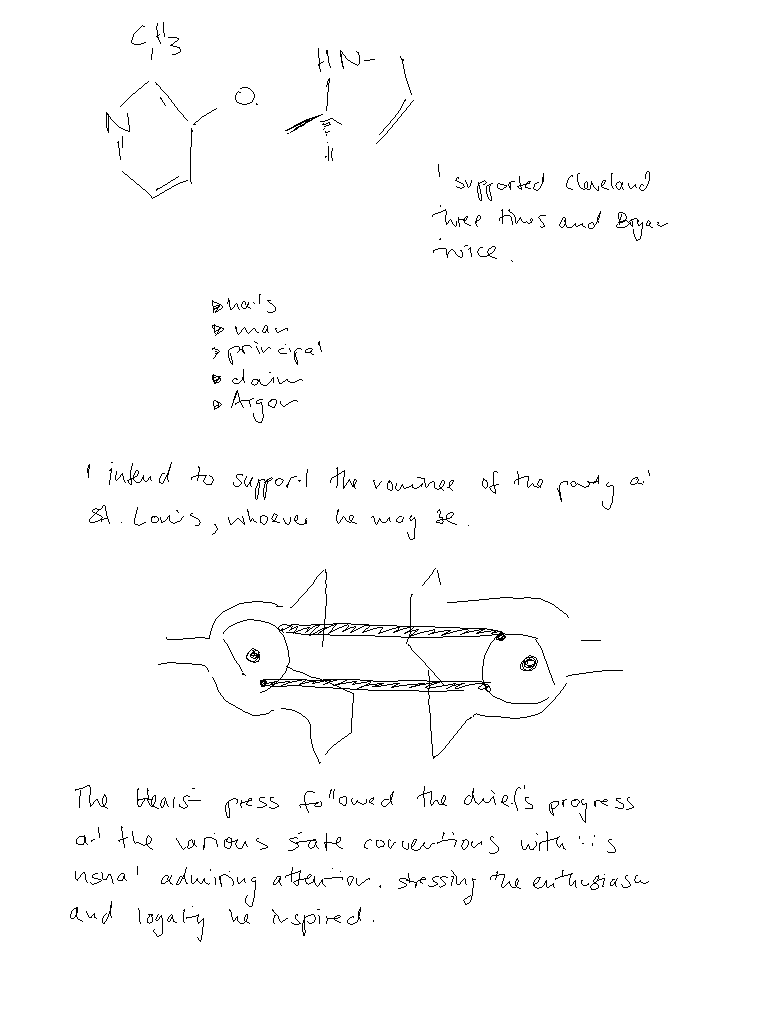 CH3
HN
O
N
H
I supported Cleveland
three times and Bryan
twice.
hails
man
principal
claim
Argon
I intend to support the nominee of the party at
St. Louis, whoever he may be.
The Hearst press followed the chief's progress
at the various state conventions with its
usual admiring attention, stressing the enthusiasm
and loyalty he inspired.